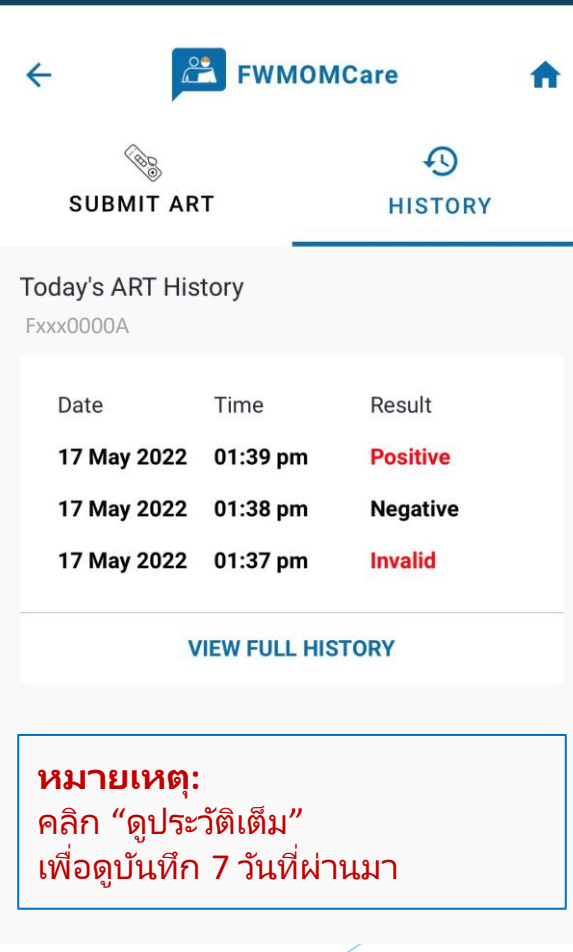 FWMOMCare
SUBMIT ART
HISTORY
Today's ART History
Fxxx0000A
Date Time Result
17 May 2022 01:39 pm Positive
17 May 2022 01:38 pm Negative
17 May 2022 01:37 pm Invalid
VIEW FULL HISTORY
หมายเหตุ:
คลิก “ดูประวัติเต็ม”
เพื่อดูบันทึก 7 วันที่ผ่านมา